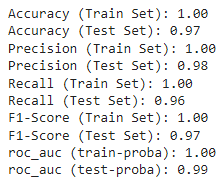 Accuracy (Train Set): 1.00
Accuracy (Test Set): 0.97
Precision (Train Set): 1.00
Precision (Test Set): 0.98
Recall (Train Set): 1.00
Recall (Test Set): 0.96
F1-Score (Train Set): 1.00
F1-Score (Test Set): 0.97
roc_auc (train-proba): 1.00
roc_auc (test-proba): 0.99